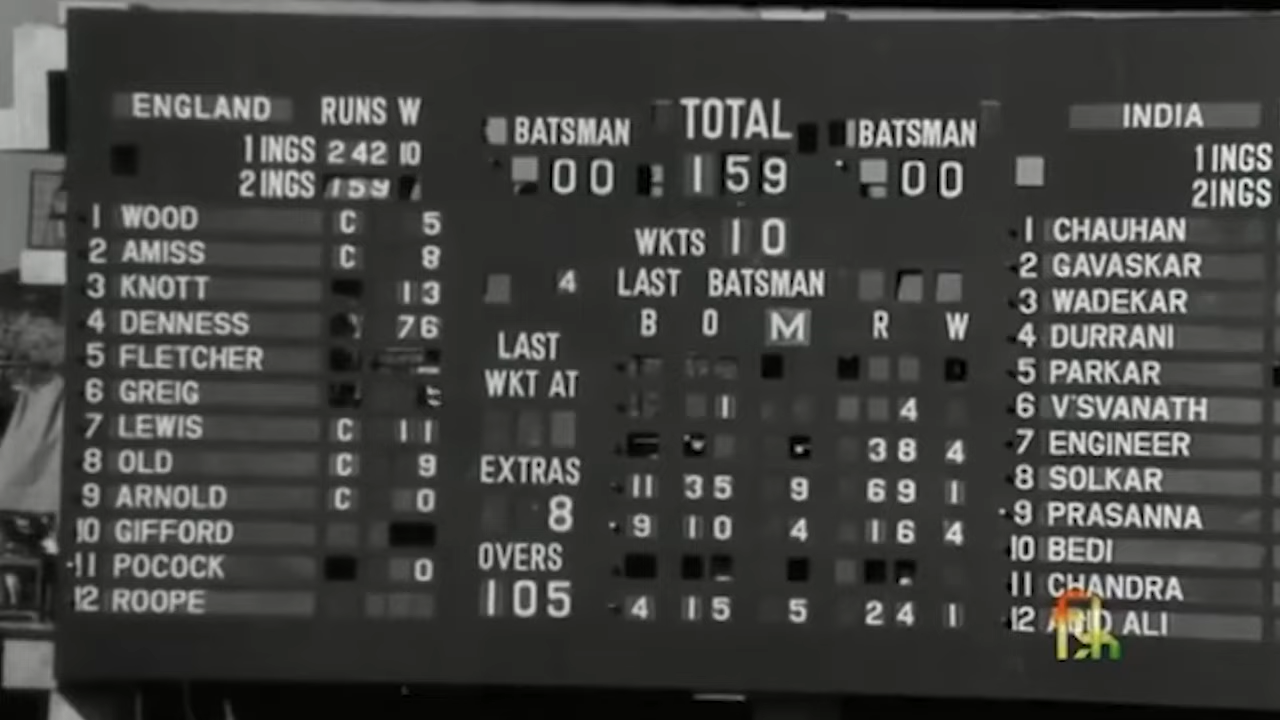 ENGLAND RUNS W
1 INGS 242 10
2 INGS 159
1 WOOD C 5
2 AMISS C 8
3 KNOTT 13
4 DENNESS 76
5 FLETCHER
6 GREIG
7 LEWIS C 11
8 OLD C 9
9 ARNOLD C 0
10 GIFFORD
11 POCOCK 0
12 ROOPE
TOTAL
BATSMAN BATSMAN
00 159 00
WKTS 10
4 LAST BATSMAN
B O M R W
LAST
WKT AT
EXTRAS
8
OVERS
105
1 4
38 4
11 35 9 69 1
9 10 4 16 4
4 15 5 24 1
INDIA
1 INGS
2 INGS
1 CHAUHAN
2 GAVASKAR
3 WADEKAR
4 DURRANI
5 PARKAR
6 V'SVANATH
7 ENGINEER
8 SOLKAR
9 PRASANNA
10 BEDI
11 CHANDRA
12 ALI